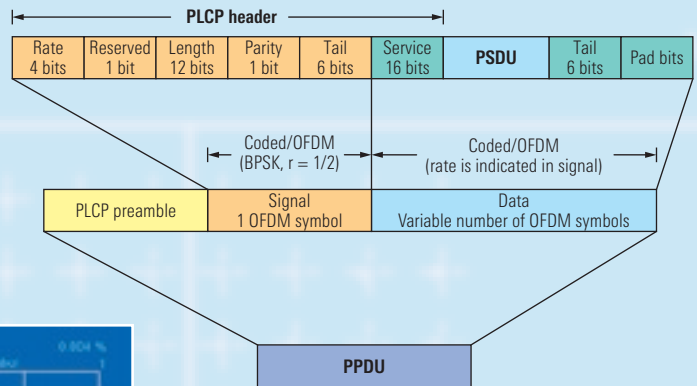 PLCP header
Rate Reserved Length Parity Tail Service PSDU Tail Pad bits
4 bits 1 bit 12 bits 1 bit 6 bits 16 bits 6 bits
Coded/OFDM Coded/OFDM
(BPSK, r = 1/2) (rate is indicated in signal)
PLCP preamble Signal Data
1 OFDM symbol Variable number of OFDM symbols
0.004 %
PPDU